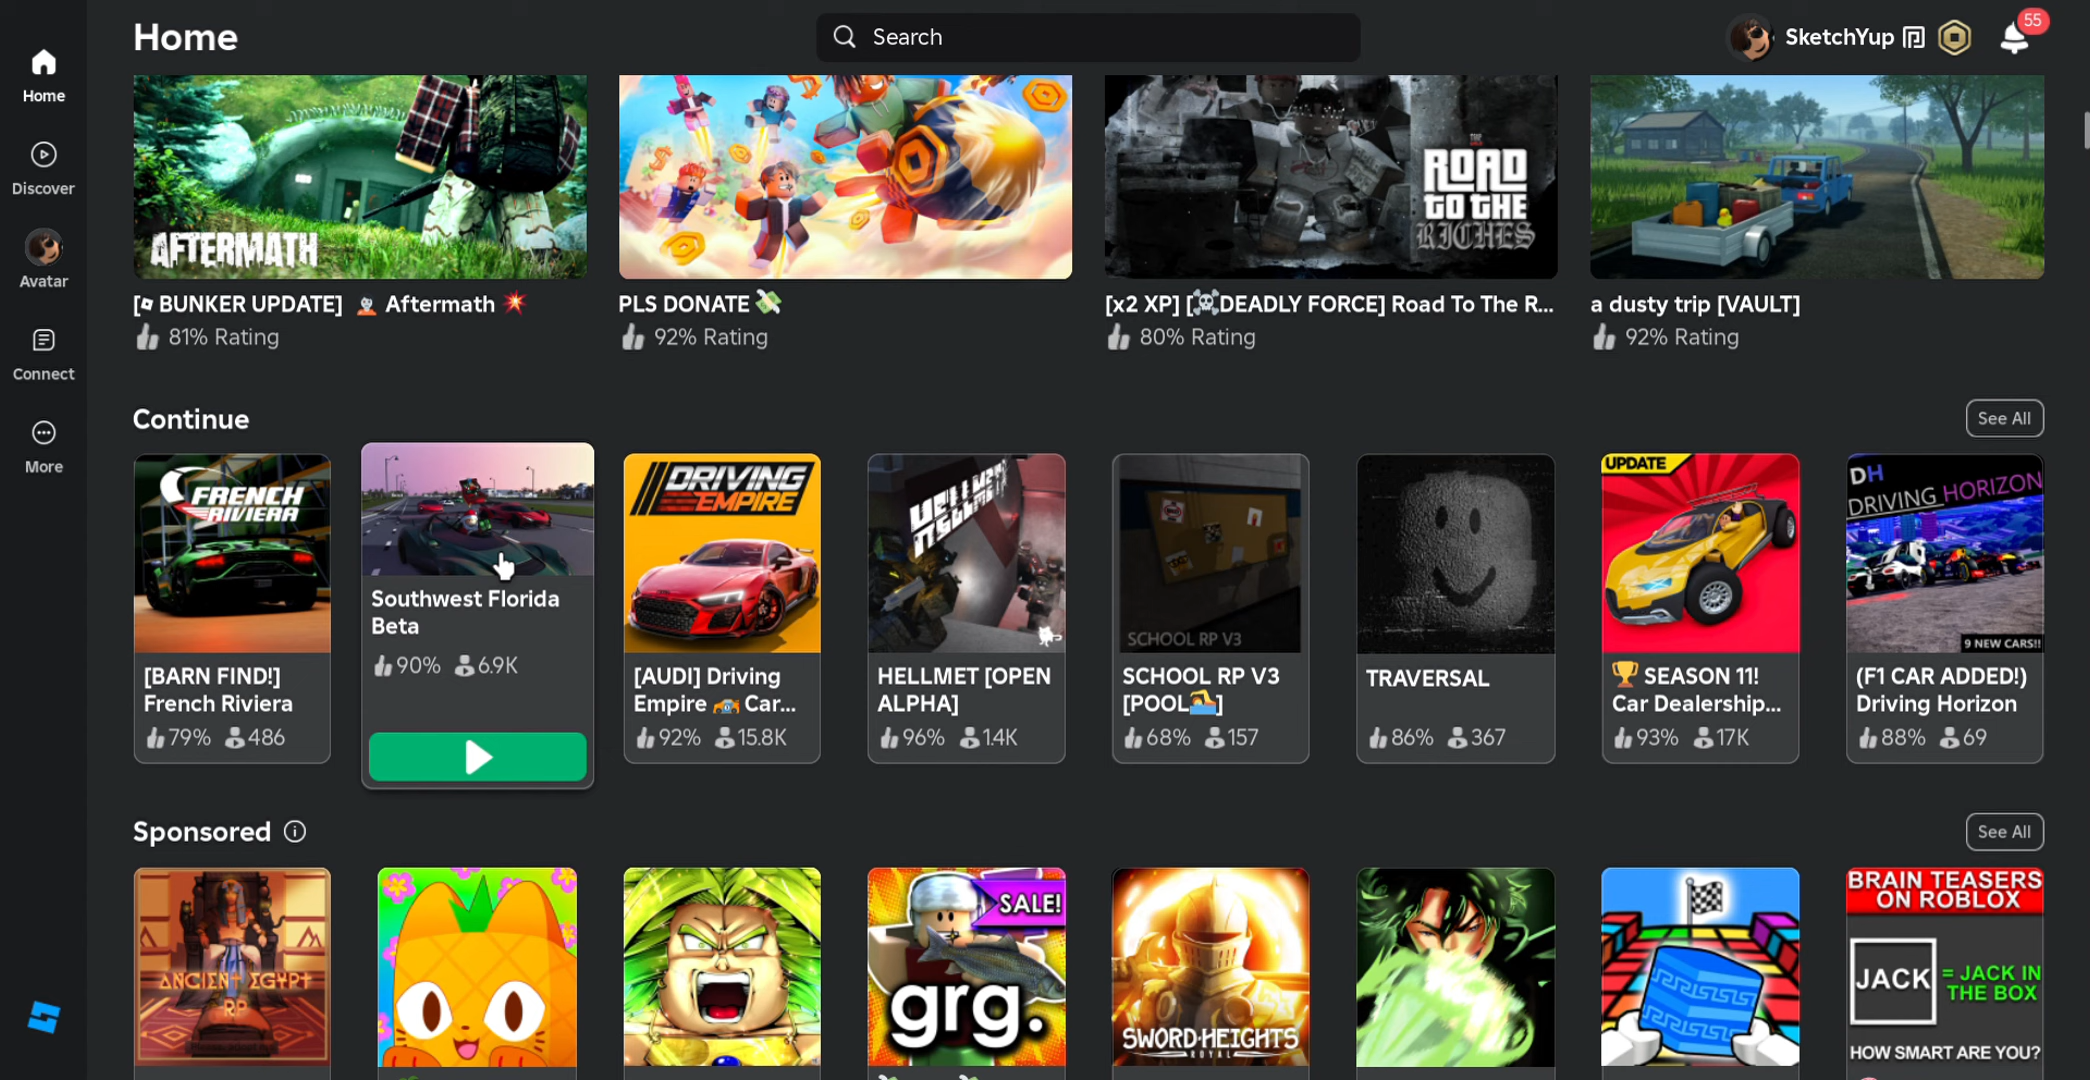 Home
Search
SketchYup
55
Home
Discover
Avatar
Connect
More
AFTERMATH
ROAD
TO THE
RICHES
[BUNKER UPDATE] Aftermath
81% Rating
PLS DONATE
92% Rating
[x2 XP] [☠DEADLY FORCE] Road To The R...
80% Rating
a dusty trip [VAULT]
92% Rating
Continue
See All
FRENCH
RIVIERA
[BARN FIND!]
French Riviera
79% 486
Southwest Florida
Beta
90% 6.9K
DRIVING
EMPIRE
[AUDI] Driving
Empire 🚗 Car...
92% 15.8K
HELLMET
HELLMET [OPEN
ALPHA]
96% 1.4K
SCHOOL RP V3
SCHOOL RP V3
[POOL🏊]
68% 157
TRAVERSAL
86% 367
UPDATE
🏆 SEASON 11!
Car Dealership...
93% 17K
DH
DRIVING HORIZON
9 NEW CARS!!
(F1 CAR ADDED!)
Driving Horizon
88% 69
Sponsored
See All
ANCIENT EGYPT
RP
SALE!
grg.
SWORD HEIGHTS
ROYAL
BRAIN TEASERS
ON ROBLOX
JACK = JACK IN
THE BOX
HOW SMART ARE YOU?